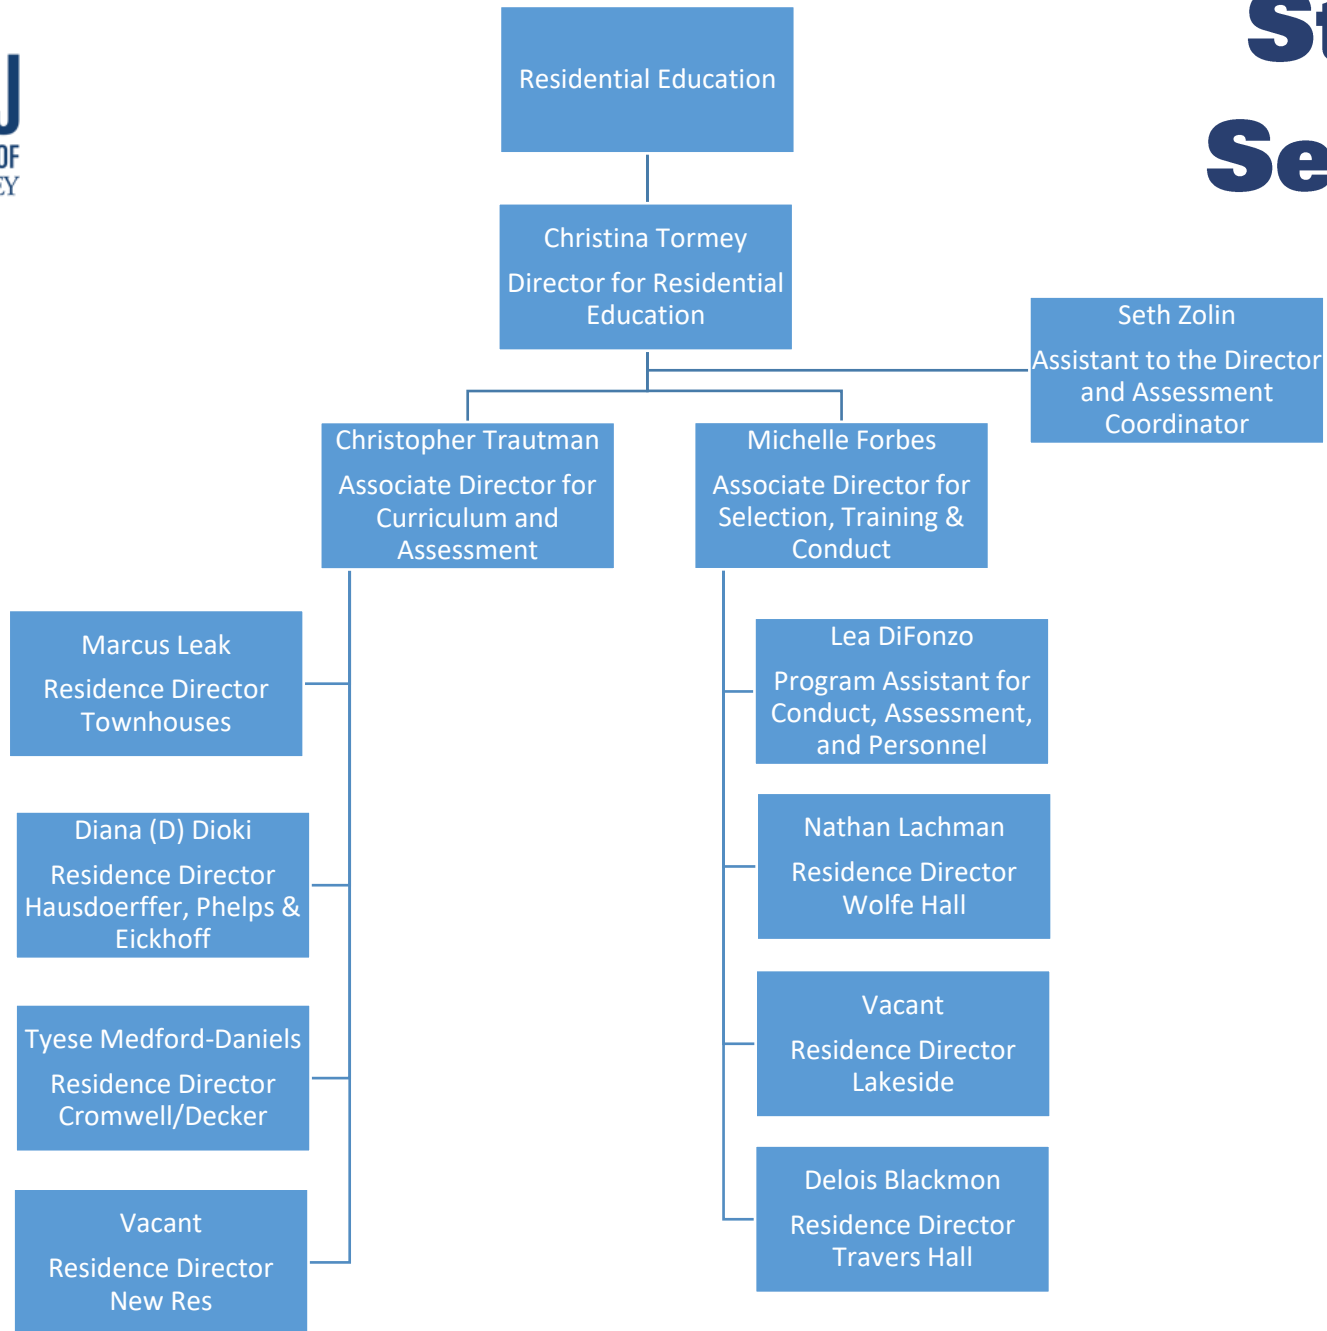 OF
EY
St
Se
Residential Education
Christina Tormey
Director for Residential
Education
Seth Zolin
Assistant to the Director
and Assessment
Coordinator
Christopher Trautman
Associate Director for
Curriculum and
Assessment
Michelle Forbes
Associate Director for
Selection, Training &
Conduct
Marcus Leak
Residence Director
Townhouses
Diana (D) Dioki
Residence Director
Hausdoerffer, Phelps &
Eickhoff
Tyese Medford-Daniels
Residence Director
Cromwell/Decker
Vacant
Residence Director
New Res
Lea DiFonzo
Program Assistant for
Conduct, Assessment,
and Personnel
Nathan Lachman
Residence Director
Wolfe Hall
Vacant
Residence Director
Lakeside
Delois Blackmon
Residence Director
Travers Hall